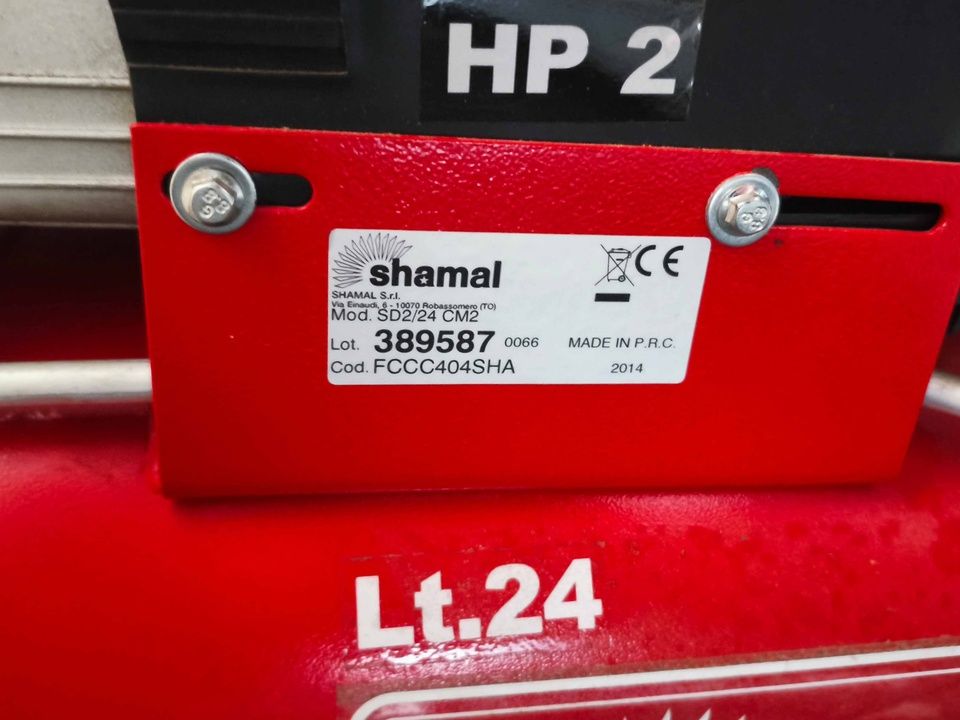 HP 2
shamal
CE
SHAMAL S.r.l.
Via Einaudi, 6 - 10070 Robassomero (TO)
Mod. SD2/24 CM2
Lot. 389587 0066 MADE IN P.R.C.
Cod. FCCC404SHA 2014
Lt.24